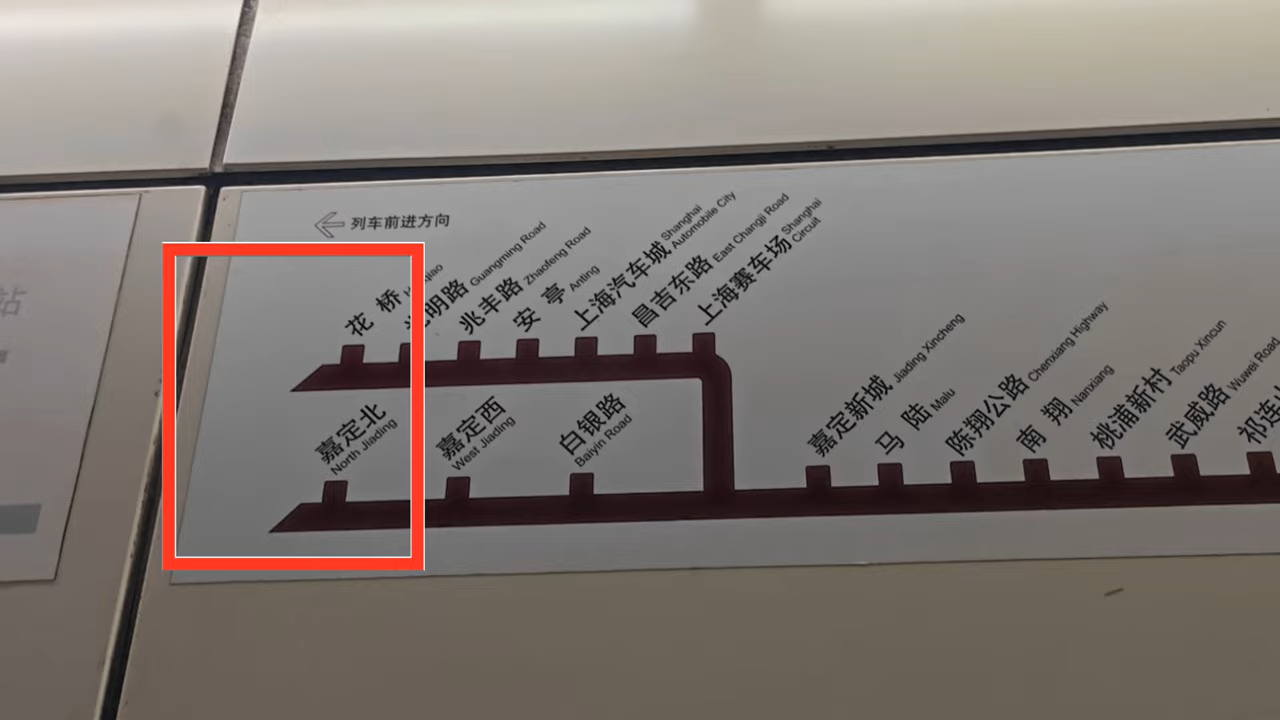 列车前进方向
花桥
光明路 Guangming Road
兆丰路 Zhaofeng Road
安亭 Anting
上海汽车城 Shanghai Automobile City
昌吉东路 East Changji Road
上海赛车场 Shanghai Circuit
嘉定北 North Jiading
嘉定西 West Jiading
白银路 Baiyin Road
嘉定新城 Jiading Xincheng
马陆 Malu
陈翔公路 Chenxiang Highway
南翔 Nanxiang
桃浦新村 Taopu Xincun
武威路 Wuwei Road
祁连
站